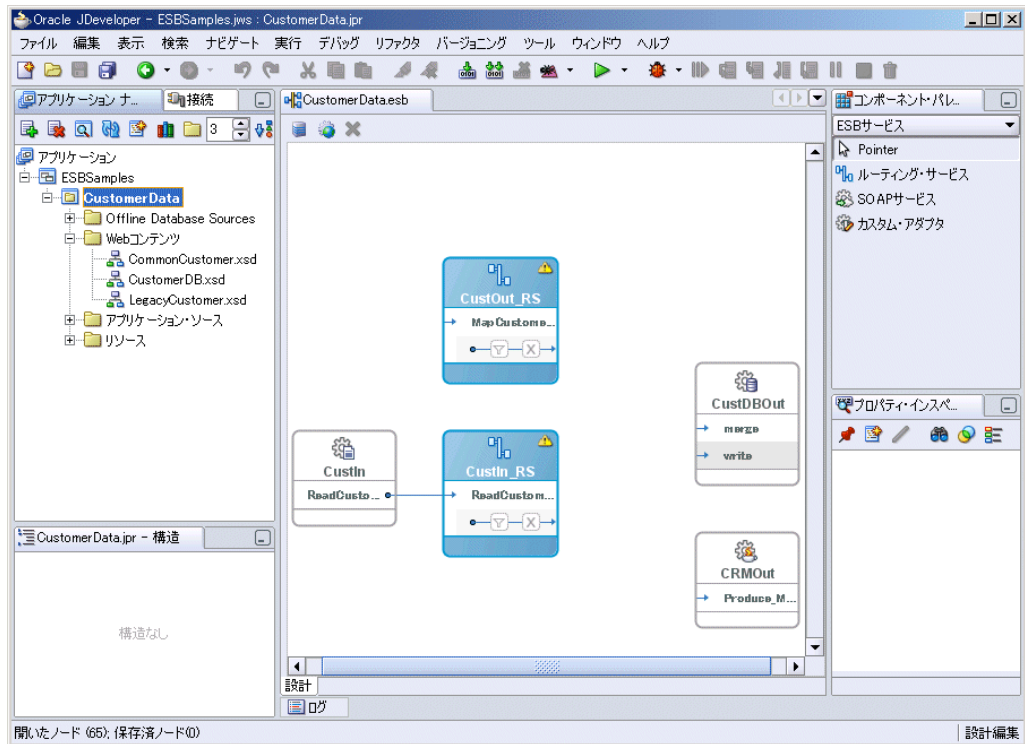 Oracle JDeveloper - ESBSamples.jws : CustomerData.jpr
ファイル 編集 表示 検索 ナビゲート 実行 デバッグ リファクタ バージョニング ツール ウィンドウ ヘルプ
アプリケーション ナ... 接続
3
アプリケーション
ESBSamples
CustomerData
Offline Database Sources
Webコンテンツ
CommonCustomer.xsd
CustomerDB.xsd
LegacyCustomer.xsd
アプリケーション・ソース
リソース
CustomerData.jpr - 構造
構造なし
CustomerData.esb
CustOut_RS
MapCustome...
CustIn
ReadCusto...
CustIn_RS
ReadCustom...
CustDBOut
merge
write
CRMOut
Produce_M...
設計
ログ
コンポーネント・パレ...
ESBサービス
Pointer
ルーティング・サービス
SOAPサービス
カスタム・アダプタ
プロパティ・インスペ...
開いたノード (65); 保存済ノード(0)
設計編集